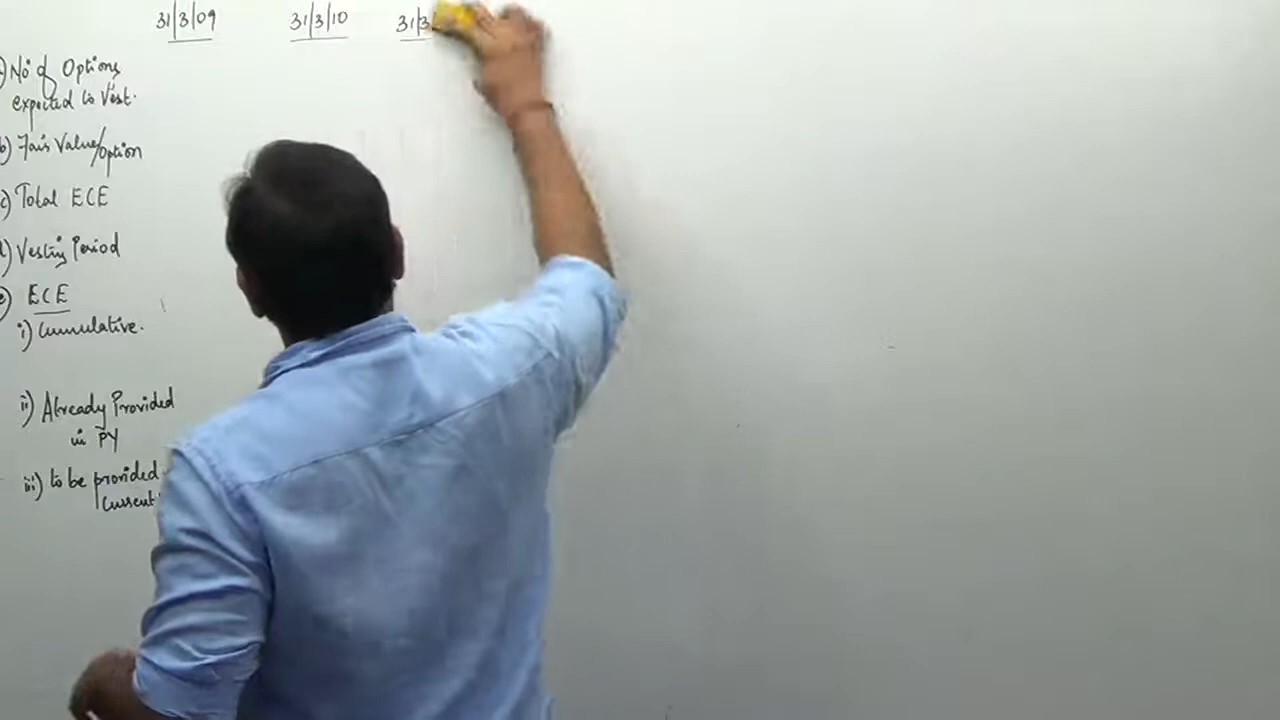 31/3/09 31/3/10 31/3
a) No of Options
expected to Vest.
b) Fair Value/Option
c) Total ECE
d) Vesting Period
e) ECE
i) Cumulative.
ii) Already Provided
in PY
iii) to be provided
Current